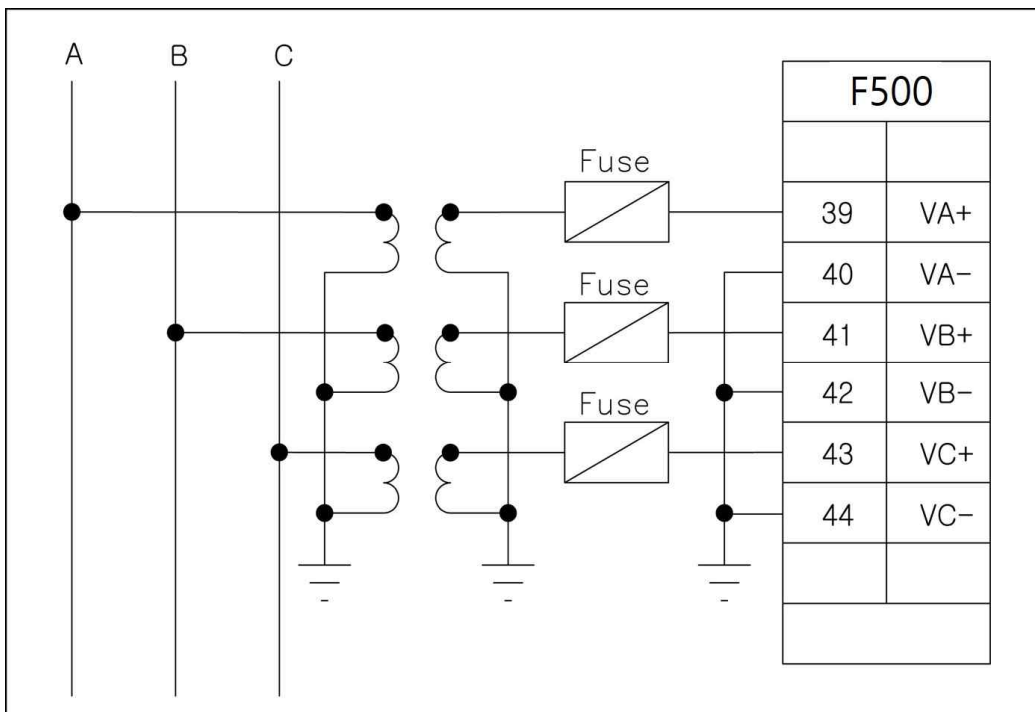 A B C
F500
Fuse
39 VA+
40 VA-
Fuse
41 VB+
42 VB-
Fuse
43 VC+
44 VC-